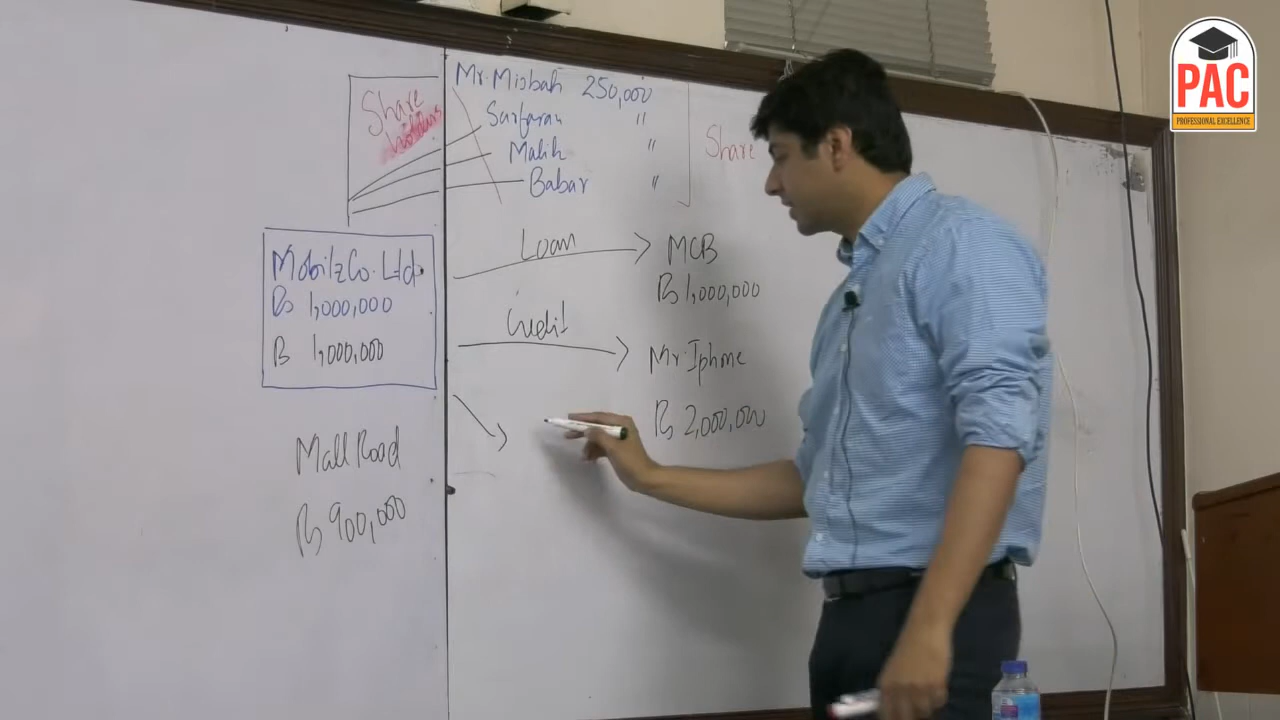 Share
holders
Mr. Misbah 250,000
Sarfaraz "
Malik "
Babar "
Share
Mobilz Co. Ltd.
Rs 1,000,000
Rs 1,000,000
Loan
MCB
Rs 1,000,000
Credit
Mr. Iphone
Rs 2,000,000
Mall Road
Rs 900,000
PAC
PROFESSIONAL EXCELLENCE